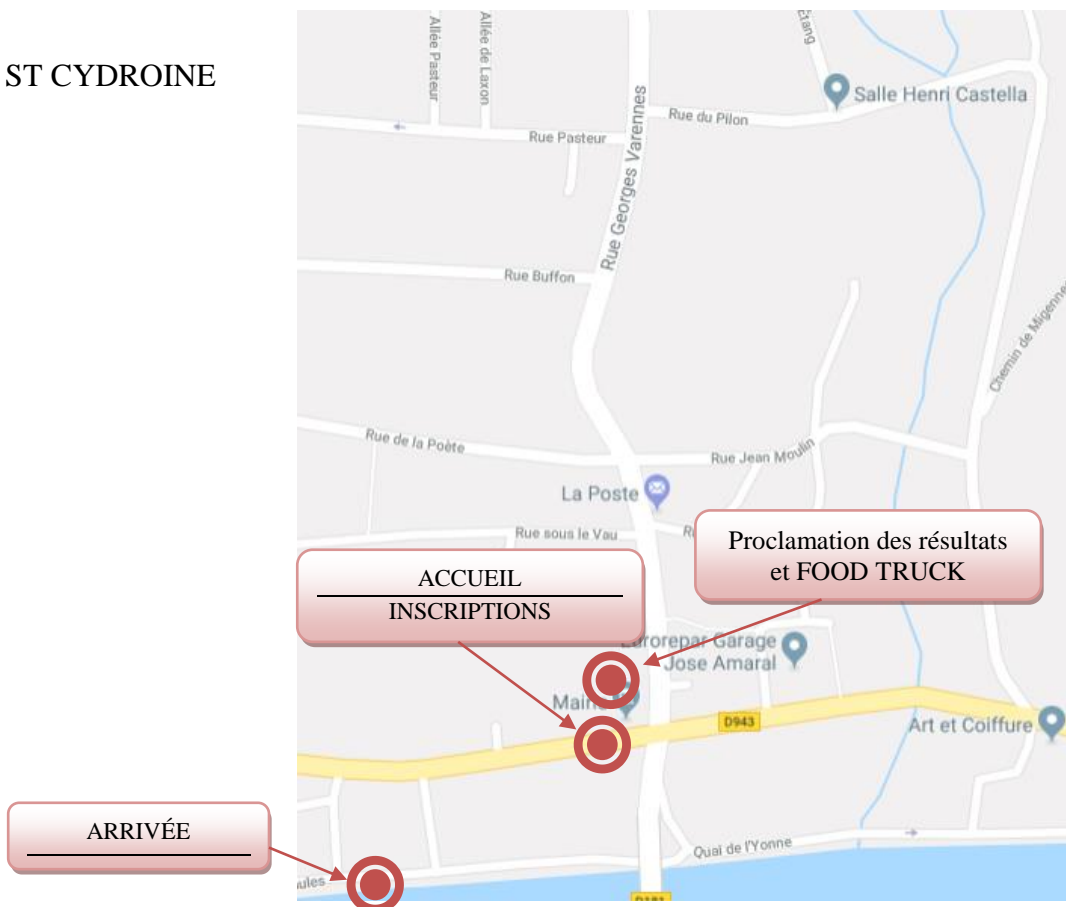 ST CYDROINE
Allée Pasteur
Allée de Laxon
Etang
Salle Henri Castella
Rue du Pilon
Rue Pasteur
Rue Georges Varennes
Rue Buffon
Chemin de Migennes
Rue de la Poète
Rue Jean Moulin
La Poste
Rue sous le Vau
Proclamation des résultats
et FOOD TRUCK
ACCUEIL
INSCRIPTIONS
Eurorepar Garage
Jose Amaral
Mairie
D943
Art et Coiffure
ARRIVÉE
Quai de l'Yonne